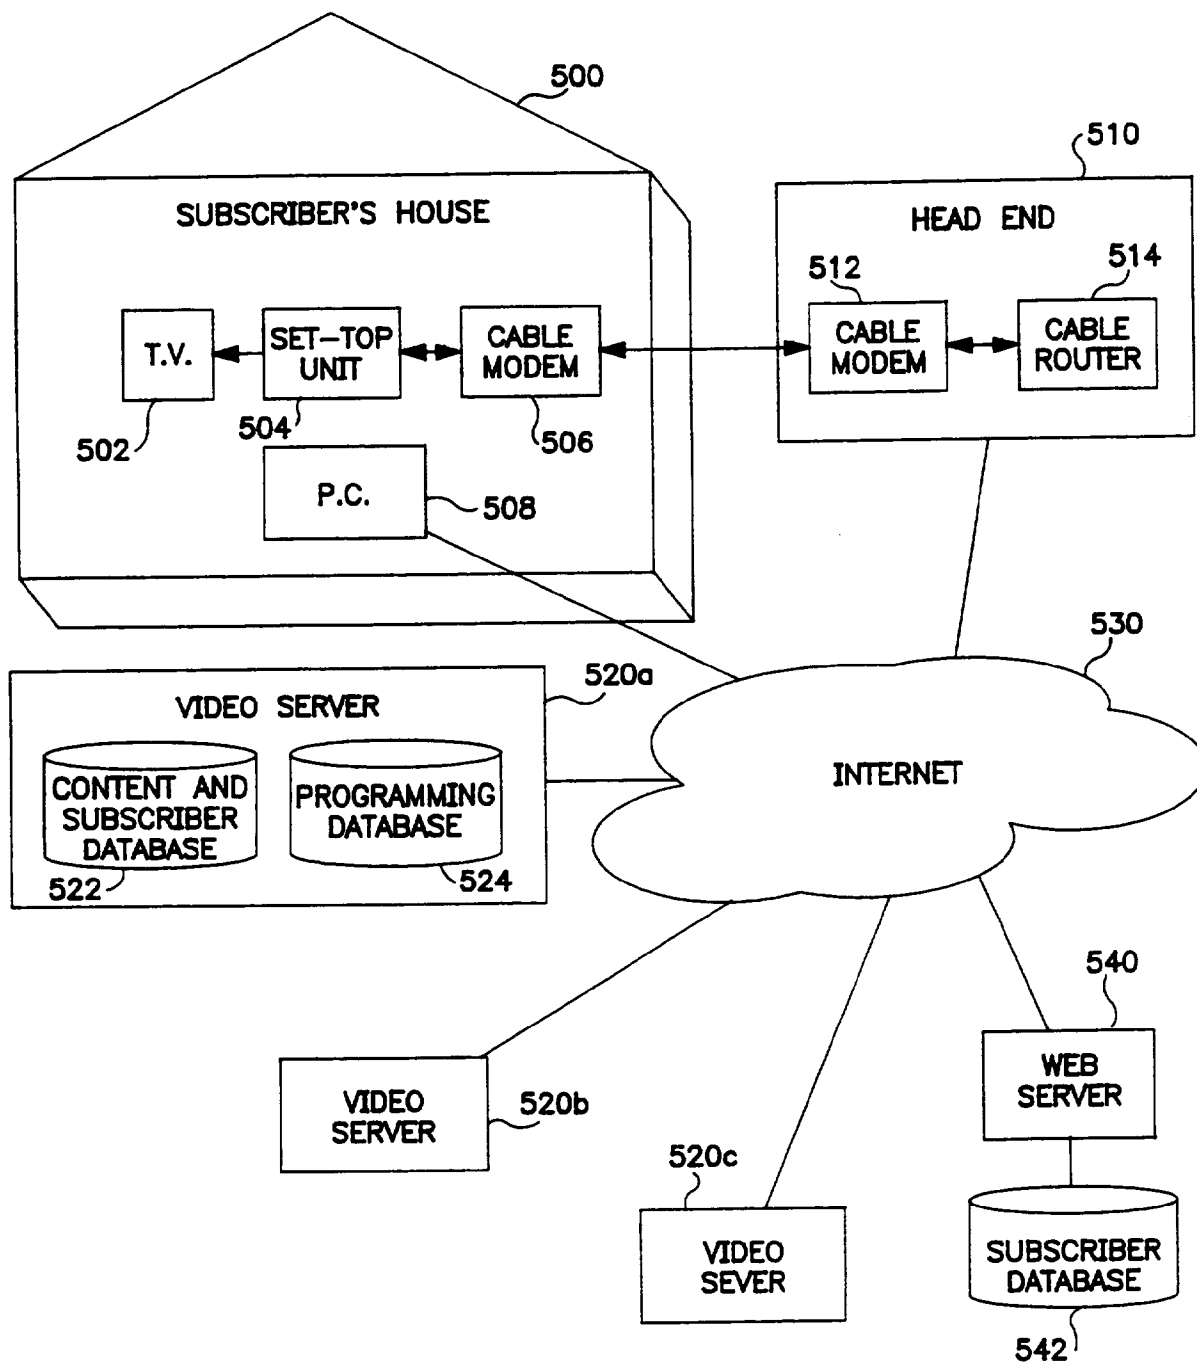 500
510
SUBSCRIBER'S HOUSE
HEAD END
512
514
T.V.
SET-TOP
UNIT
CABLE
MODEM
CABLE
MODEM
CABLE
ROUTER
502
504
506
P.C.
508
530
520a
VIDEO SERVER
CONTENT AND
SUBSCRIBER
DATABASE
PROGRAMMING
DATABASE
INTERNET
522
524
540
WEB
SERVER
VIDEO
SERVER
520b
520c
VIDEO
SEVER
SUBSCRIBER
DATABASE
542